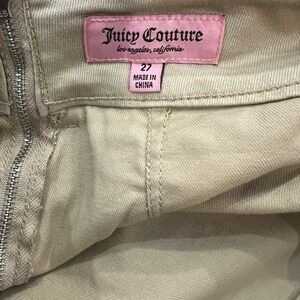 Juicy Couture
los angeles, california
27
MADE IN
CHINA